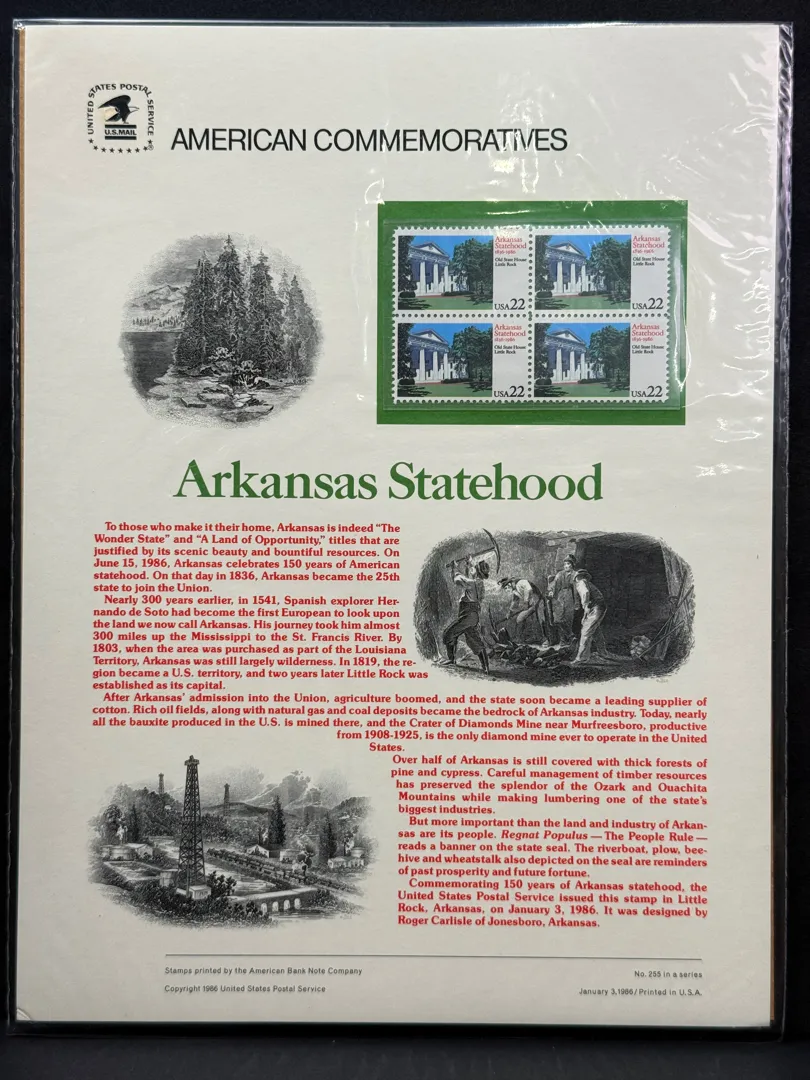 UNITED STATES POSTAL SERVICE
U.S.MAIL
AMERICAN COMMEMORATIVES
Arkansas
Statehood
1836-1986
Old State House
Little Rock
USA22
Arkansas
Statehood
1836-1986
Old State House
Little Rock
USA22
Arkansas
Statehood
1836-1986
Old State House
Little Rock
USA22
Arkansas
Statehood
1836-1986
Old State House
Little Rock
USA22
Arkansas Statehood
To those who make it their home, Arkansas is indeed “The
Wonder State” and “A Land of Opportunity,” titles that are
justified by its scenic beauty and bountiful resources. On
June 15, 1986, Arkansas celebrates 150 years of American
statehood. On that day in 1836, Arkansas became the 25th
state to join the Union.
Nearly 300 years earlier, in 1541, Spanish explorer Her-
nando de Soto had become the first European to look upon
the land we now call Arkansas. His journey took him almost
300 miles up the Mississippi to the St. Francis River. By
1803, when the area was purchased as part of the Louisiana
Territory, Arkansas was still largely wilderness. In 1819, the re-
gion became a U.S. territory, and two years later Little Rock was
established as its capital.
After Arkansas’ admission into the Union, agriculture boomed, and the state soon became a leading supplier of
cotton. Rich oil fields, along with natural gas and coal deposits became the bedrock of Arkansas industry. Today, nearly
all the bauxite produced in the U.S. is mined there, and the Crater of Diamonds Mine near Murfreesboro, productive
from 1908-1925, is the only diamond mine ever to operate in the United
States.
Over half of Arkansas is still covered with thick forests of
pine and cypress. Careful management of timber resources
has preserved the splendor of the Ozark and Ouachita
Mountains while making lumbering one of the state’s
biggest industries.
But more important than the land and industry of Arkan-
sas are its people. Regnat Populus — The People Rule —
reads a banner on the state seal. The riverboat, plow, bee-
hive and wheatstalk also depicted on the seal are reminders
of past prosperity and future fortune.
Commemorating 150 years of Arkansas statehood, the
United States Postal Service issued this stamp in Little
Rock, Arkansas, on January 3, 1986. It was designed by
Roger Carlisle of Jonesboro, Arkansas.
Stamps printed by the American Bank Note Company
Copyright 1986 United States Postal Service
No. 255 in a series
January 3, 1986/Printed in U.S.A.